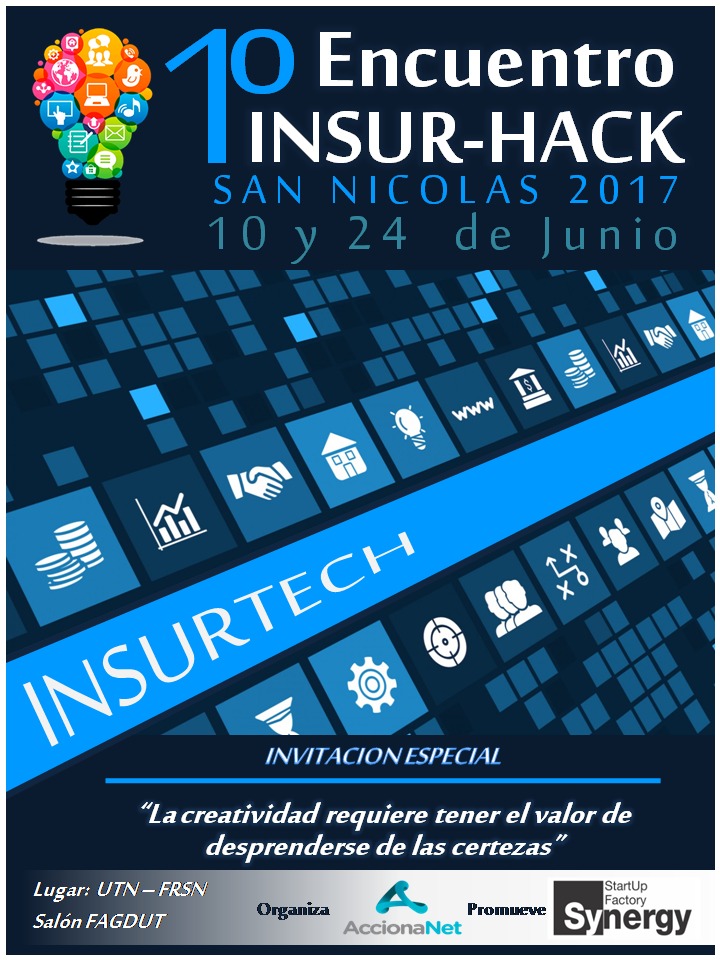 1º Encuentro
INSUR-HACK
SAN NICOLAS 2017
10 y 24 de Junio
www
INSURTECH
INVITACION ESPECIAL
“La creatividad requiere tener el valor de
desprenderse de las certezas”
Lugar: UTN – FRSN
Salón FAGDUT
Organiza
AccionaNet
Promueve
StartUp
Factory
Synergy